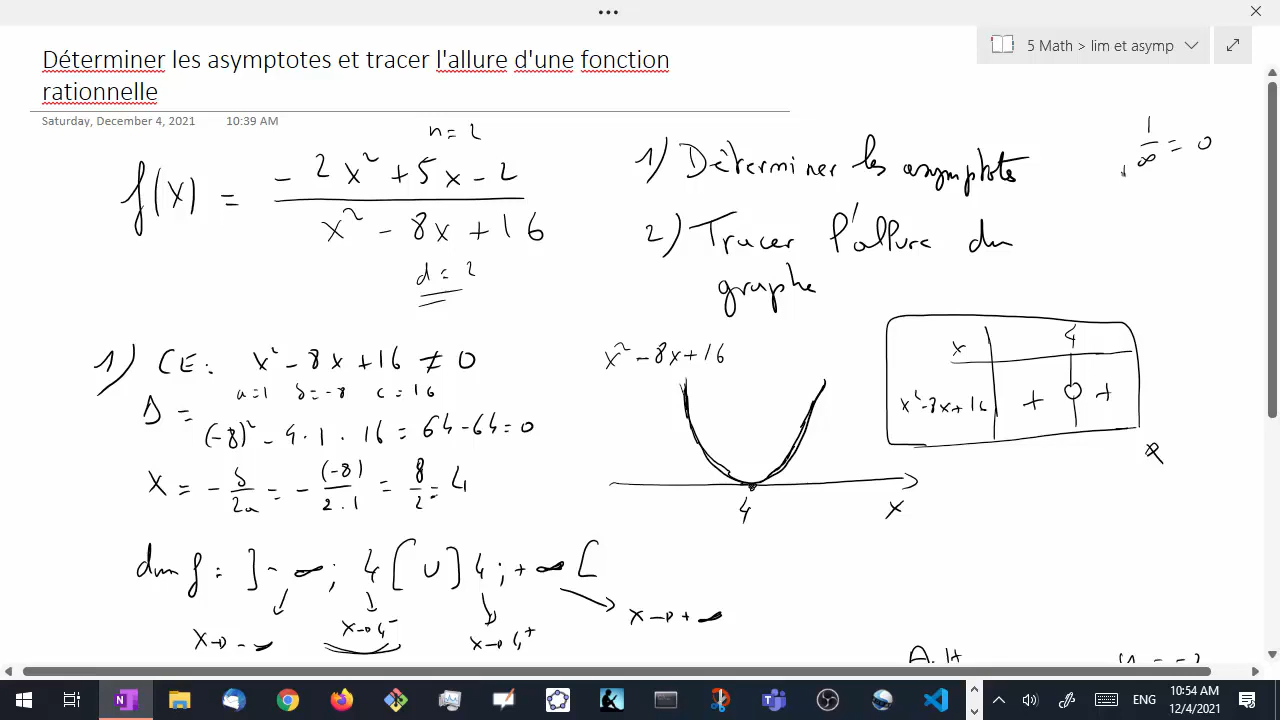 5 Math > lim et asymp
Déterminer les asymptotes et tracer l'allure d'une fonction
rationnelle
Saturday, December 4, 2021 10:39 AM
n = 2
f(x) = (-2x² + 5x - 2) / (x² - 8x + 16)
d = 2
1) Déterminer les asymptotes
2) Tracer l'allure du
graphe
1/∞ = 0
1) CE: x² - 8x + 16 ≠ 0
a=1 b=-8 c=16
Δ = (-8)² - 4·1·16 = 64 - 64 = 0
x = -b/2a = -(-8)/2·1 = 8/2 = 4
x² - 8x + 16
4 x
x 4
x² - 8x + 16 + +
dom f = ]-∞; 4[ ∪ ]4; +∞[
x→-∞ x→4⁻ x→4⁺ x→+∞
A.H
ENG
10:54 AM
12/4/2021